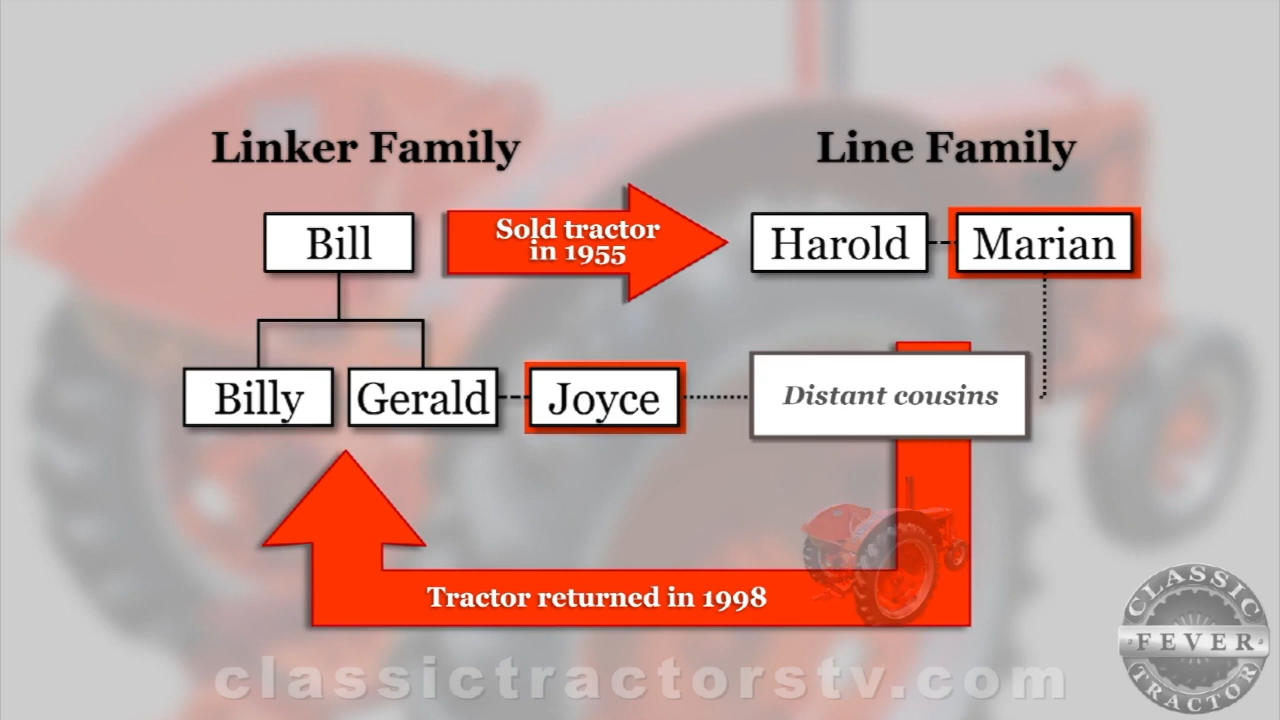 Linker Family
Line Family
Bill
Sold tractor
in 1955
Harold
Marian
Billy
Gerald
Joyce
Distant cousins
Tractor returned in 1998
CLASSIC
FEVER
TRACTOR
classictractorstv.com